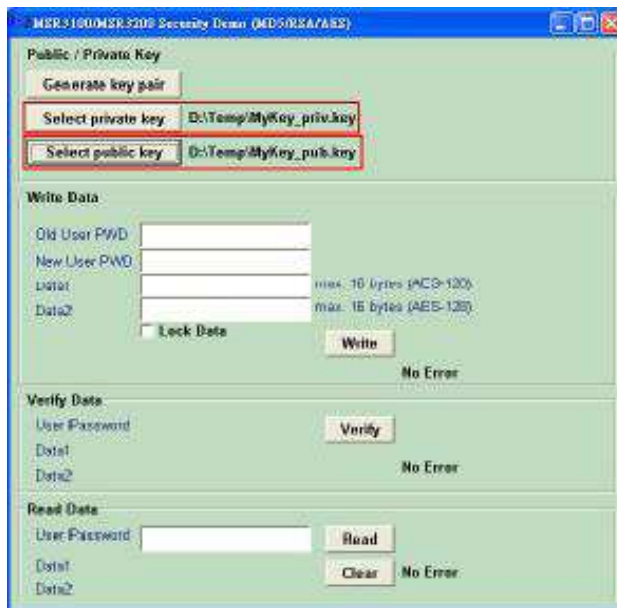 MSR3100/MSR3200 Security Demo (MD5/RSA/AES)
Public / Private Key
Generate key pair
Select private key D:\Temp\MyKey_priv.key
Select public key D:\Temp\MyKey_pub.key
Write Data
Old User PWD
New User PWD
Data1 max. 16 bytes (AES-128)
Data2 max. 16 bytes (AES-128)
Lock Data
Write
No Error
Verify Data
User Password Verify
Data1
Data2 No Error
Read Data
User Password Read
Data1 Clear No Error
Data2